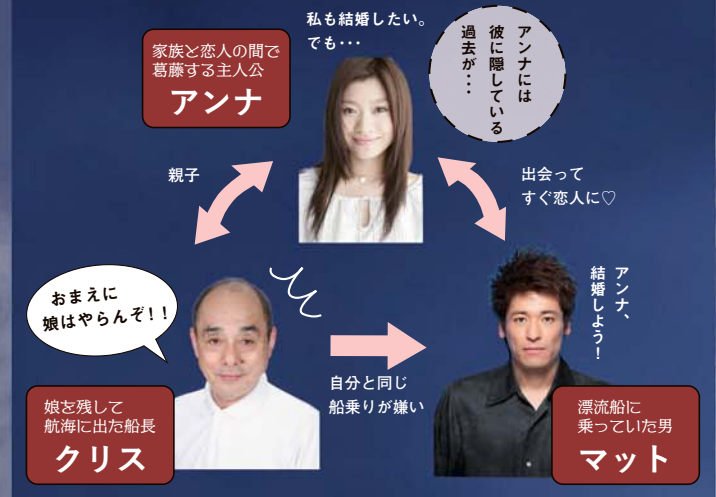 私も結婚したい。
でも・・・
家族と恋人の間で
葛藤する主人公
アンナ
アンナには
彼に隠している
過去が・・・
親子
出会って
すぐ恋人に♡
おまえに
娘はやらんぞ！！
アンナ、
結婚しよう！
自分と同じ
船乗りが嫌い
娘を残して
航海に出た船長
クリス
漂流船に
乗っていた男
マット